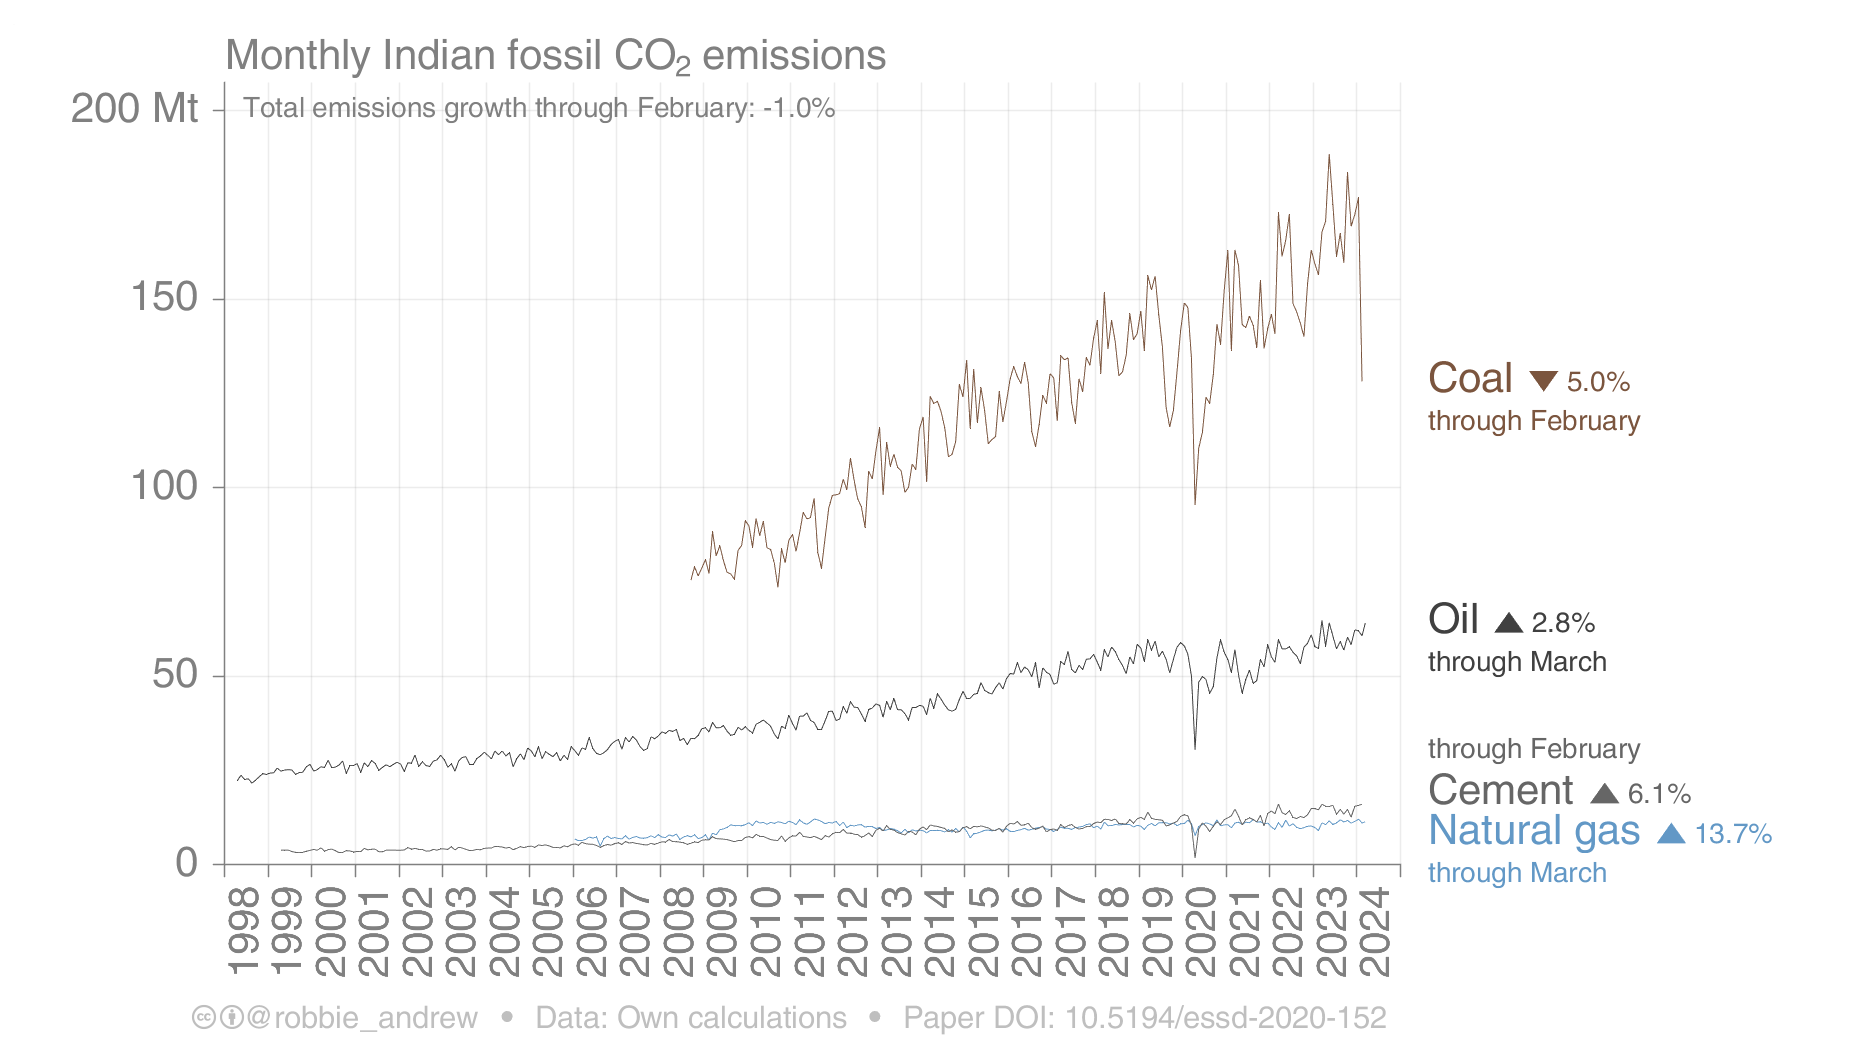 Monthly Indian fossil CO₂ emissions
Total emissions growth through February: -1.0%
200 Mt
150
100
50
0
Coal ▼ 5.0%
through February
Oil ▲ 2.8%
through March
through February
Cement ▲ 6.1%
Natural gas ▲ 13.7%
through March
1998
1999
2000
2001
2002
2003
2004
2005
2006
2007
2008
2009
2010
2011
2012
2013
2014
2015
2016
2017
2018
2019
2020
2021
2022
2023
2024
@robbie_andrew • Data: Own calculations • Paper DOI: 10.5194/essd-2020-152